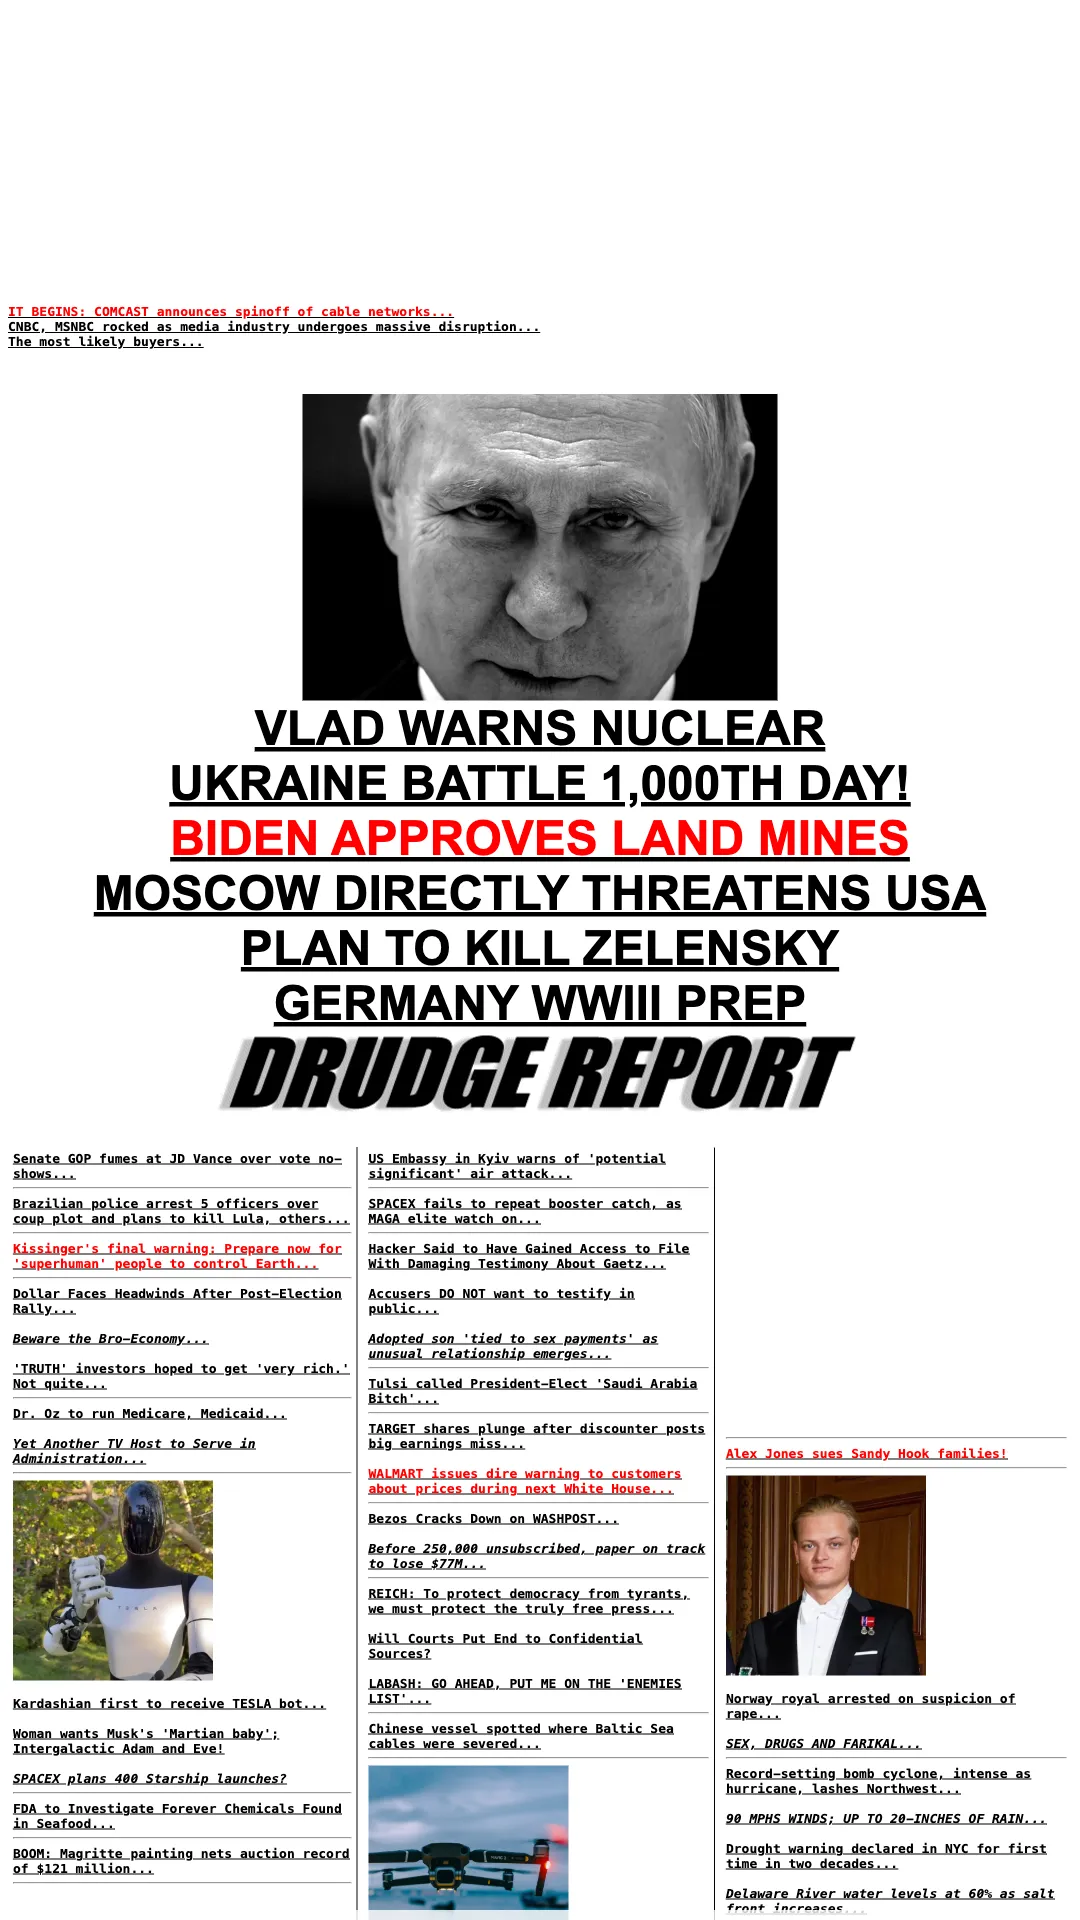 IT BEGINS: COMCAST announces spinoff of cable networks...
CNBC, MSNBC rocked as media industry undergoes massive disruption...
The most likely buyers...
VLAD WARNS NUCLEAR
UKRAINE BATTLE 1,000TH DAY!
BIDEN APPROVES LAND MINES
MOSCOW DIRECTLY THREATENS USA
PLAN TO KILL ZELENSKY
GERMANY WWIII PREP
DRUDGE REPORT
Senate GOP fumes at JD Vance over vote no-
shows...
Brazilian police arrest 5 officers over
coup plot and plans to kill Lula, others...
Kissinger's final warning: Prepare now for
'superhuman' people to control Earth...
Dollar Faces Headwinds After Post-Election
Rally...
Beware the Bro-Economy...
'TRUTH' investors hoped to get 'very rich.'
Not quite...
Dr. Oz to run Medicare, Medicaid...
Yet Another TV Host to Serve in
Administration...
TESLA
Kardashian first to receive TESLA bot...
Woman wants Musk's 'Martian baby';
Intergalactic Adam and Eve!
SPACEX plans 400 Starship launches?
FDA to Investigate Forever Chemicals Found
in Seafood...
BOOM: Magritte painting nets auction record
of $121 million...
US Embassy in Kyiv warns of 'potential
significant' air attack...
SPACEX fails to repeat booster catch, as
MAGA elite watch on...
Hacker Said to Have Gained Access to File
With Damaging Testimony About Gaetz...
Accusers DO NOT want to testify in
public...
Adopted son 'tied to sex payments' as
unusual relationship emerges...
Tulsi called President-Elect 'Saudi Arabia
Bitch'...
TARGET shares plunge after discounter posts
big earnings miss...
WALMART issues dire warning to customers
about prices during next White House...
Bezos Cracks Down on WASHPOST...
Before 250,000 unsubscribed, paper on track
to lose $77M...
REICH: To protect democracy from tyrants,
we must protect the truly free press...
Will Courts Put End to Confidential
Sources?
LABASH: GO AHEAD, PUT ME ON THE 'ENEMIES
LIST'...
Chinese vessel spotted where Baltic Sea
cables were severed...
Alex Jones sues Sandy Hook families!
Norway royal arrested on suspicion of
rape...
SEX, DRUGS AND FARIKAL...
Record-setting bomb cyclone, intense as
hurricane, lashes Northwest...
90 MPHS WINDS; UP TO 20-INCHES OF RAIN...
Drought warning declared in NYC for first
time in two decades...
Delaware River water levels at 60% as salt
front increases...